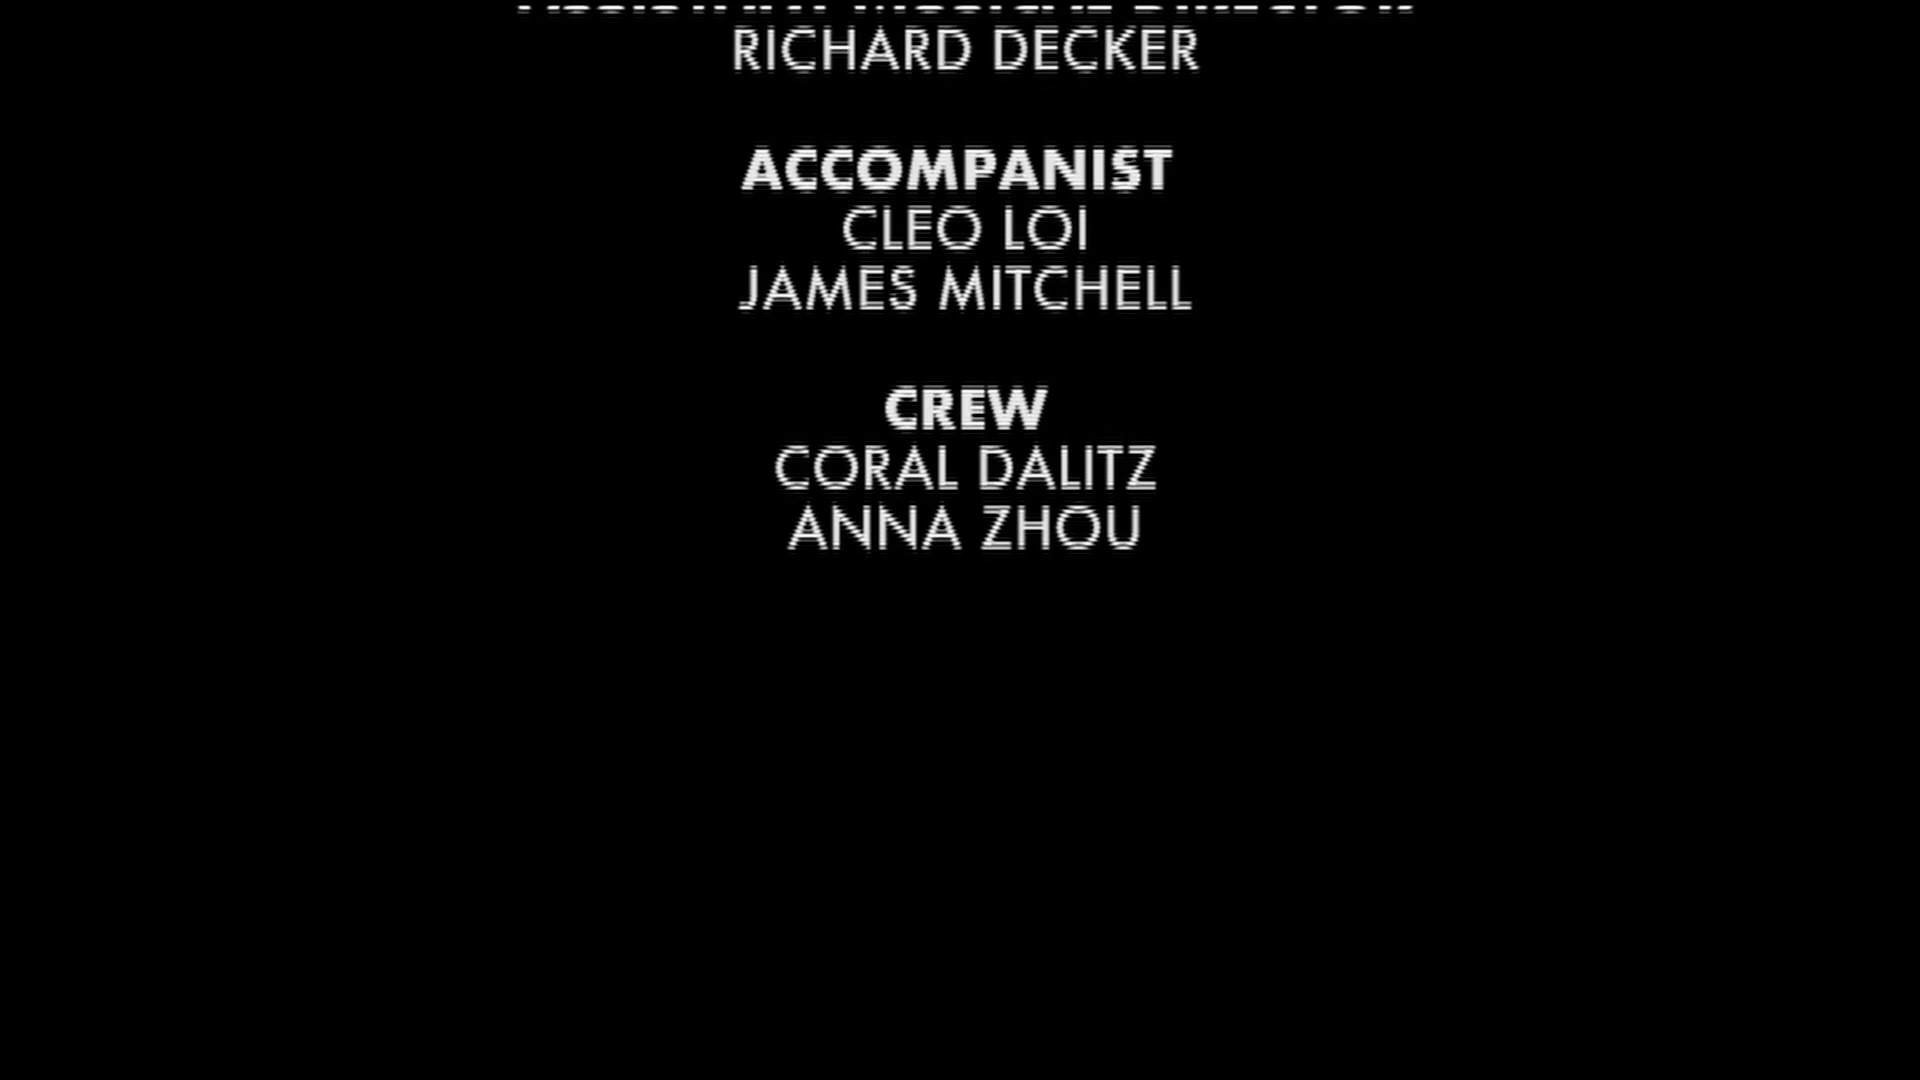 RICHARD DECKER
ACCOMPANIST
CLEO LOI
JAMES MITCHELL
CREW
CORAL DALITZ
ANNA ZHOU